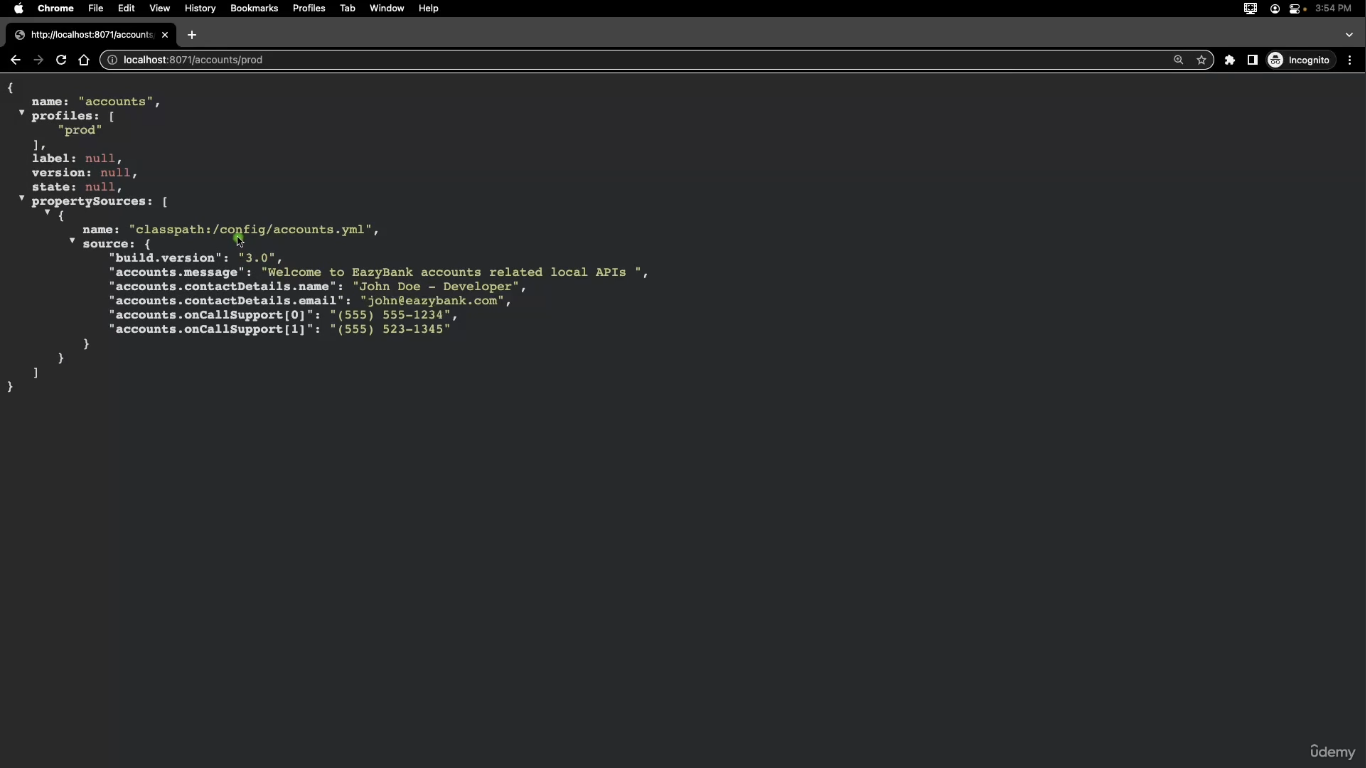 Chrome File Edit View History Bookmarks Profiles Tab Window Help 3:54 PM
http://localhost:8071/accounts
localhost:8071/accounts/prod Incognito
{
name: "accounts",
profiles: [
"prod"
],
label: null,
version: null,
state: null,
propertySources: [
{
name: "classpath:/config/accounts.yml",
source: {
"build.version": "3.0",
"accounts.message": "Welcome to EazyBank accounts related local APIs ",
"accounts.contactDetails.name": "John Doe - Developer",
"accounts.contactDetails.email": "john@eazybank.com",
"accounts.onCallSupport[0]": "(555) 555-1234",
"accounts.onCallSupport[1]": "(555) 523-1345"
}
}
]
}
ûdemy